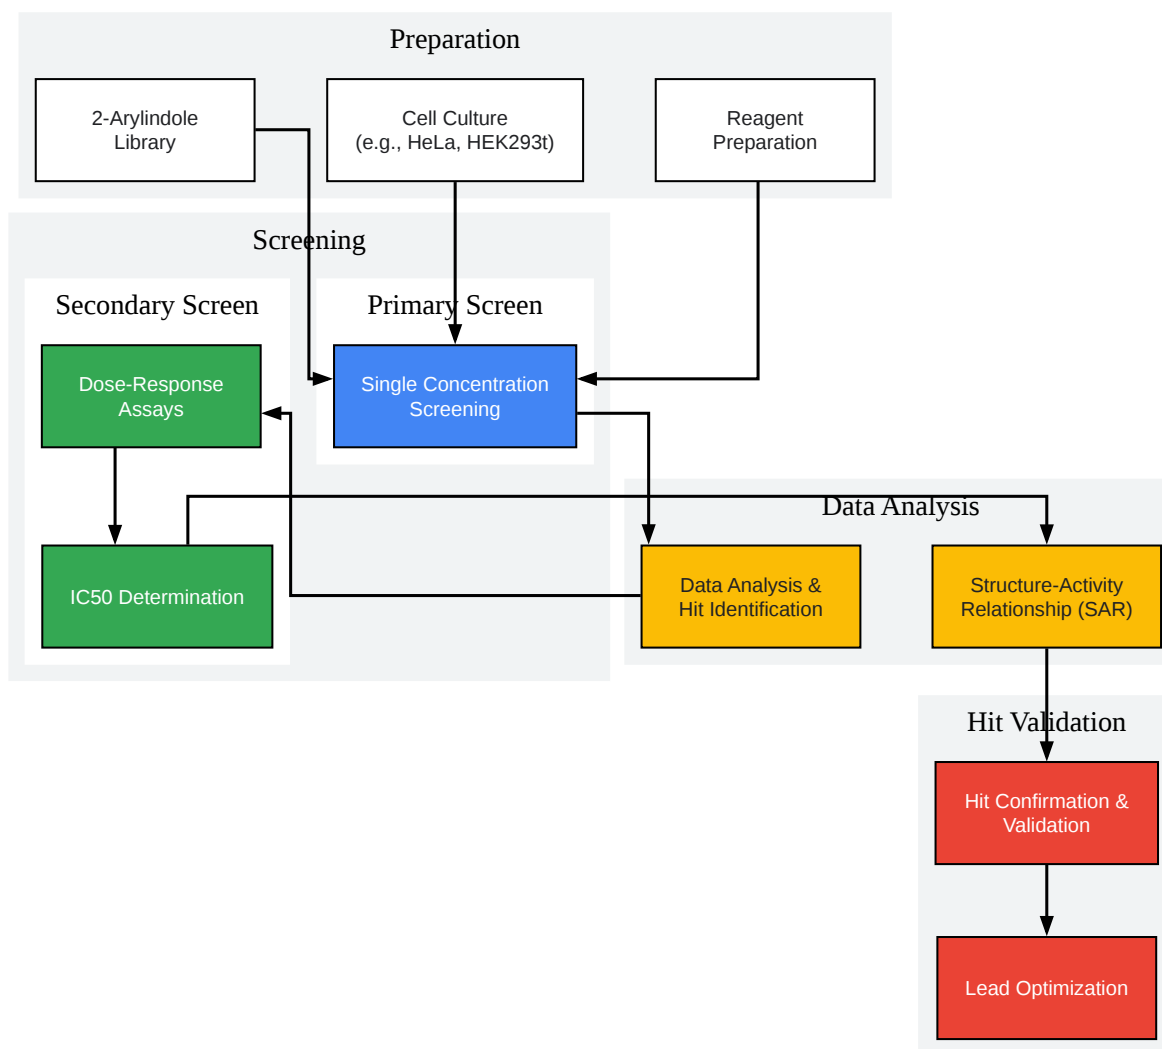 Preparation
2-Arylindole
Library
Cell Culture
(e.g., HeLa, HEK293t)
Reagent
Preparation
Screening
Secondary Screen
Primary Screen
Dose-Response
Assays
Single Concentration
Screening
Data Analysis
IC50 Determination
Data Analysis &
Hit Identification
Structure-Activity
Relationship (SAR)
Hit Validation
Hit Confirmation &
Validation
Lead Optimization